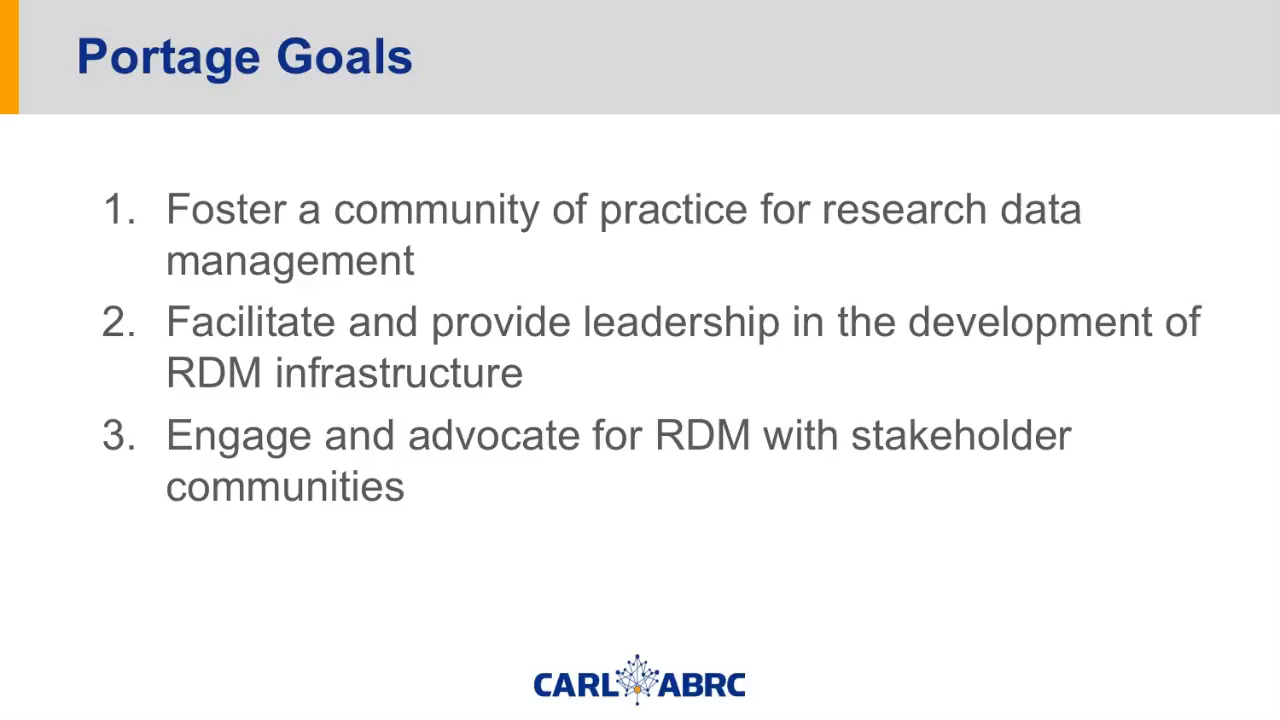 Portage Goals
1. Foster a community of practice for research data
management
2. Facilitate and provide leadership in the development of
RDM infrastructure
3. Engage and advocate for RDM with stakeholder
communities
CARL ABRC